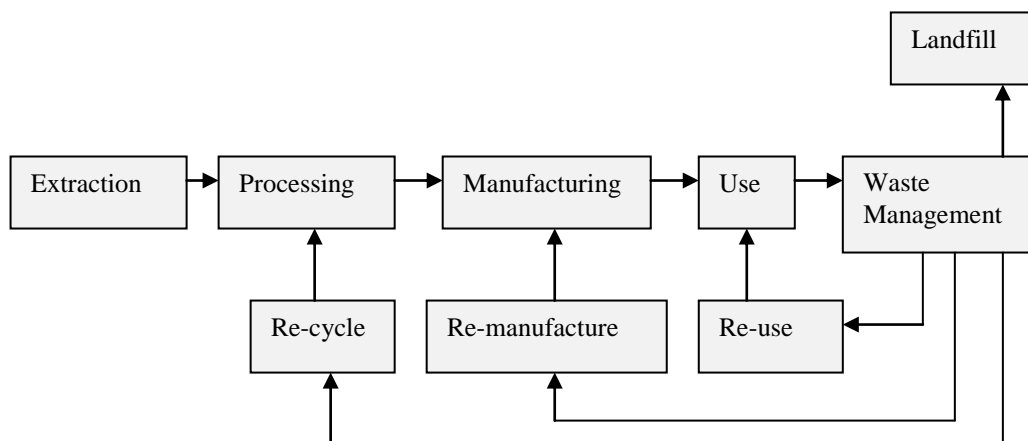 Landfill
Extraction
Processing
Manufacturing
Use
Waste
Management
Re-cycle
Re-manufacture
Re-use